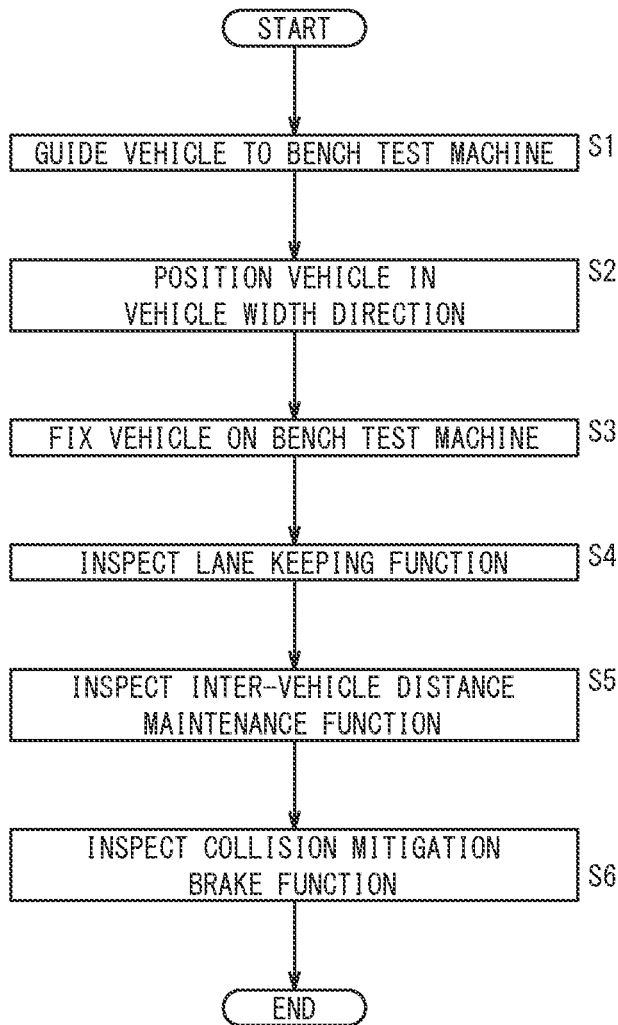 START
GUIDE VEHICLE TO BENCH TEST MACHINE S1
POSITION VEHICLE IN S2
VEHICLE WIDTH DIRECTION
FIX VEHICLE ON BENCH TEST MACHINE S3
INSPECT LANE KEEPING FUNCTION S4
INSPECT INTER-VEHICLE DISTANCE S5
MAINTENANCE FUNCTION
INSPECT COLLISION MITIGATION
BRAKE FUNCTION S6
END